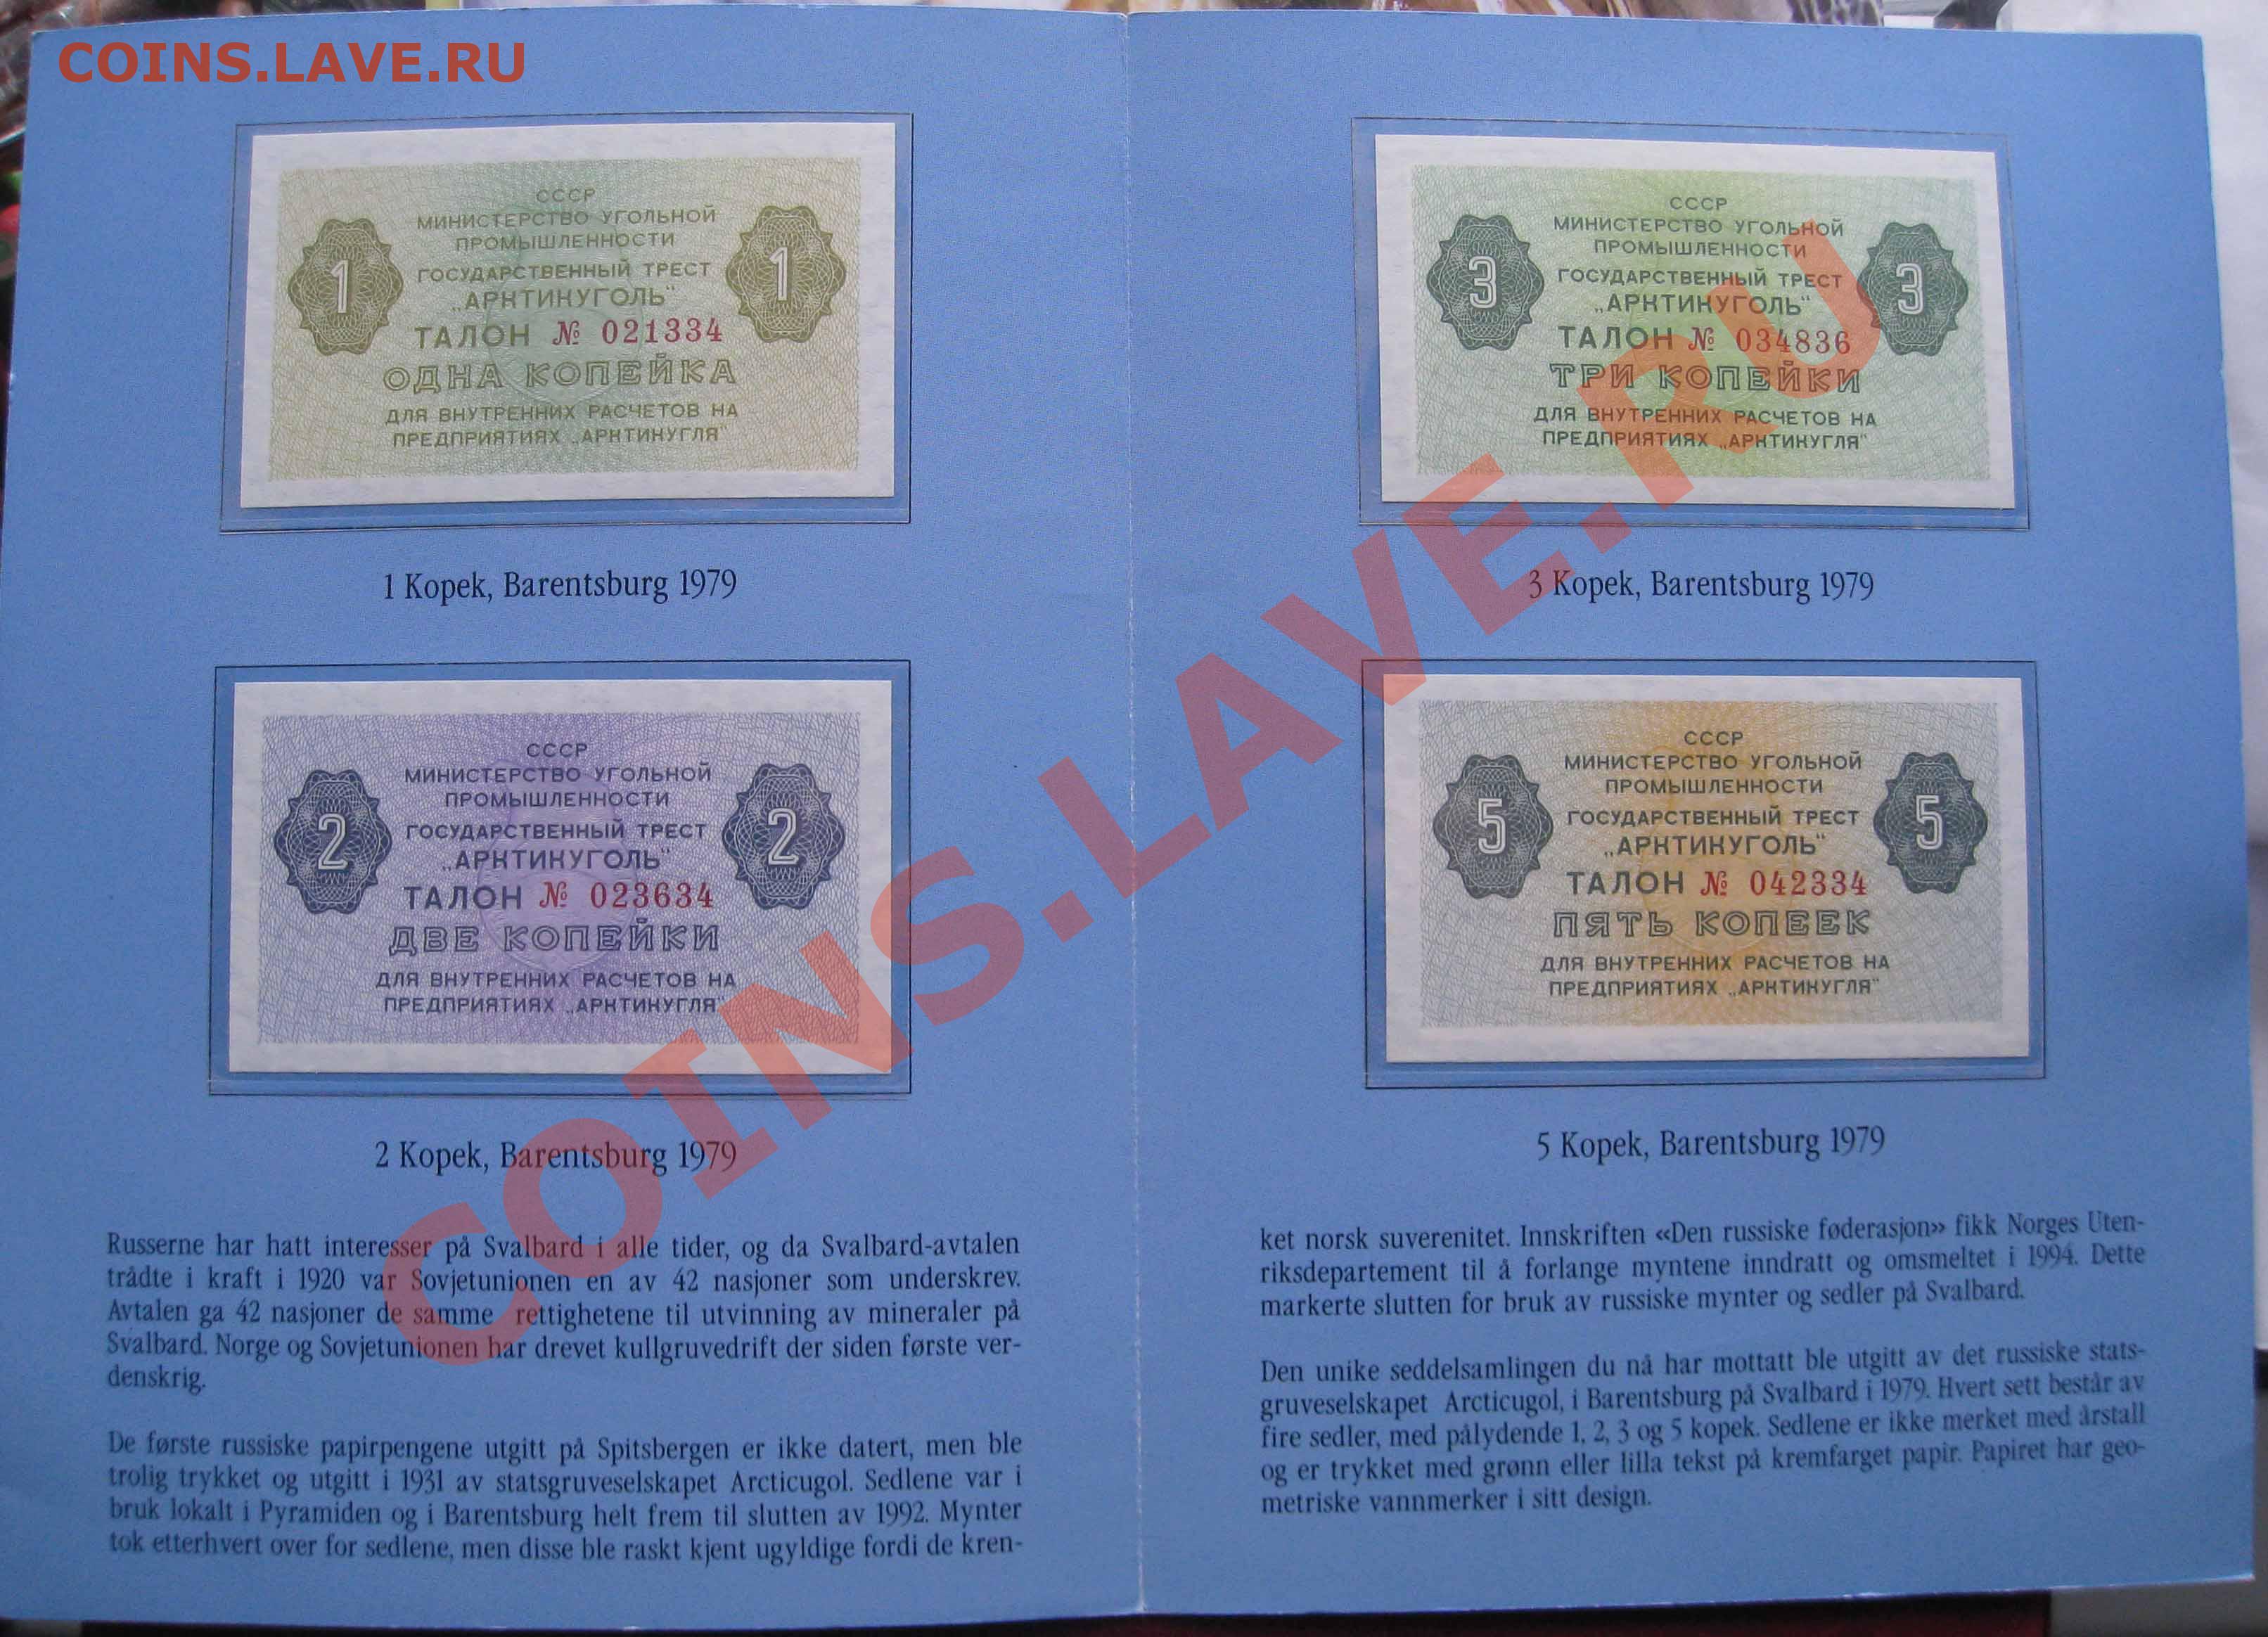 COINS.LAVE.RU
СССР
МИНИСТЕРСТВО УГОЛЬНОЙ
ПРОМЫШЛЕННОСТИ
ГОСУДАРСТВЕННЫЙ ТРЕСТ
„АРКТИКУГОЛЬ“
ТАЛОН № 021334
ОДНА КОПЕЙКА
ДЛЯ ВНУТРЕННИХ РАСЧЕТОВ НА
ПРЕДПРИЯТИЯХ „АРКТИКУГЛЯ“
1
1
1 Kopek, Barentsburg 1979
СССР
МИНИСТЕРСТВО УГОЛЬНОЙ
ПРОМЫШЛЕННОСТИ
ГОСУДАРСТВЕННЫЙ ТРЕСТ
„АРКТИКУГОЛЬ“
ТАЛОН № 023634
ДВЕ КОПЕЙКИ
ДЛЯ ВНУТРЕННИХ РАСЧЕТОВ НА
ПРЕДПРИЯТИЯХ „АРКТИКУГЛЯ“
2
2
2 Kopek, Barentsburg 1979
Russerne har hatt interesser på Svalbard i alle tider, og da Svalbard-avtalen
trådte i kraft i 1920 var Sovjetunionen en av 42 nasjoner som underskrev.
Avtalen ga 42 nasjoner de samme rettighetene til utvinning av mineraler på
Svalbard. Norge og Sovjetunionen har drevet kullgruvedrift der siden første ver-
denskrig.
De første russiske papirpengene utgitt på Spitsbergen er ikke datert, men ble
trolig trykket og utgitt i 1931 av statsgruveselskapet Arcticugol. Sedlene var i
bruk lokalt i Pyramiden og i Barentsburg helt frem til slutten av 1992. Mynter
tok etterhvert over for sedlene, men disse ble raskt kjent ugyldige fordi de kren-
СССР
МИНИСТЕРСТВО УГОЛЬНОЙ
ПРОМЫШЛЕННОСТИ
ГОСУДАРСТВЕННЫЙ ТРЕСТ
„АРКТИКУГОЛЬ“
ТАЛОН № 034836
ТРИ КОПЕЙКИ
ДЛЯ ВНУТРЕННИХ РАСЧЕТОВ НА
ПРЕДПРИЯТИЯХ „АРКТИКУГЛЯ“
3
3
3 Kopek, Barentsburg 1979
СССР
МИНИСТЕРСТВО УГОЛЬНОЙ
ПРОМЫШЛЕННОСТИ
ГОСУДАРСТВЕННЫЙ ТРЕСТ
„АРКТИКУГОЛЬ“
ТАЛОН № 042334
ПЯТЬ КОПЕЕК
ДЛЯ ВНУТРЕННИХ РАСЧЕТОВ НА
ПРЕДПРИЯТИЯХ „АРКТИКУГЛЯ“
5
5
5 Kopek, Barentsburg 1979
ket norsk suverenitet. Innskriften «Den russiske føderasjon» fikk Norges Uten-
riksdepartement til å forlange myntene inndratt og omsmeltet i 1994. Dette
markerte slutten for bruk av russiske mynter og sedler på Svalbard.
Den unike seddelsamlingen du nå har mottatt ble utgitt av det russiske stats-
gruveselskapet Arcticugol, i Barentsburg på Svalbard i 1979. Hvert sett består av
fire sedler, med pålydende 1, 2, 3 og 5 kopek. Sedlene er ikke merket med årstall
og er trykket med grønn eller lilla tekst på kremfarget papir. Papiret har geo-
metriske vannmerker i sitt design.
COINS.LAVE.RU